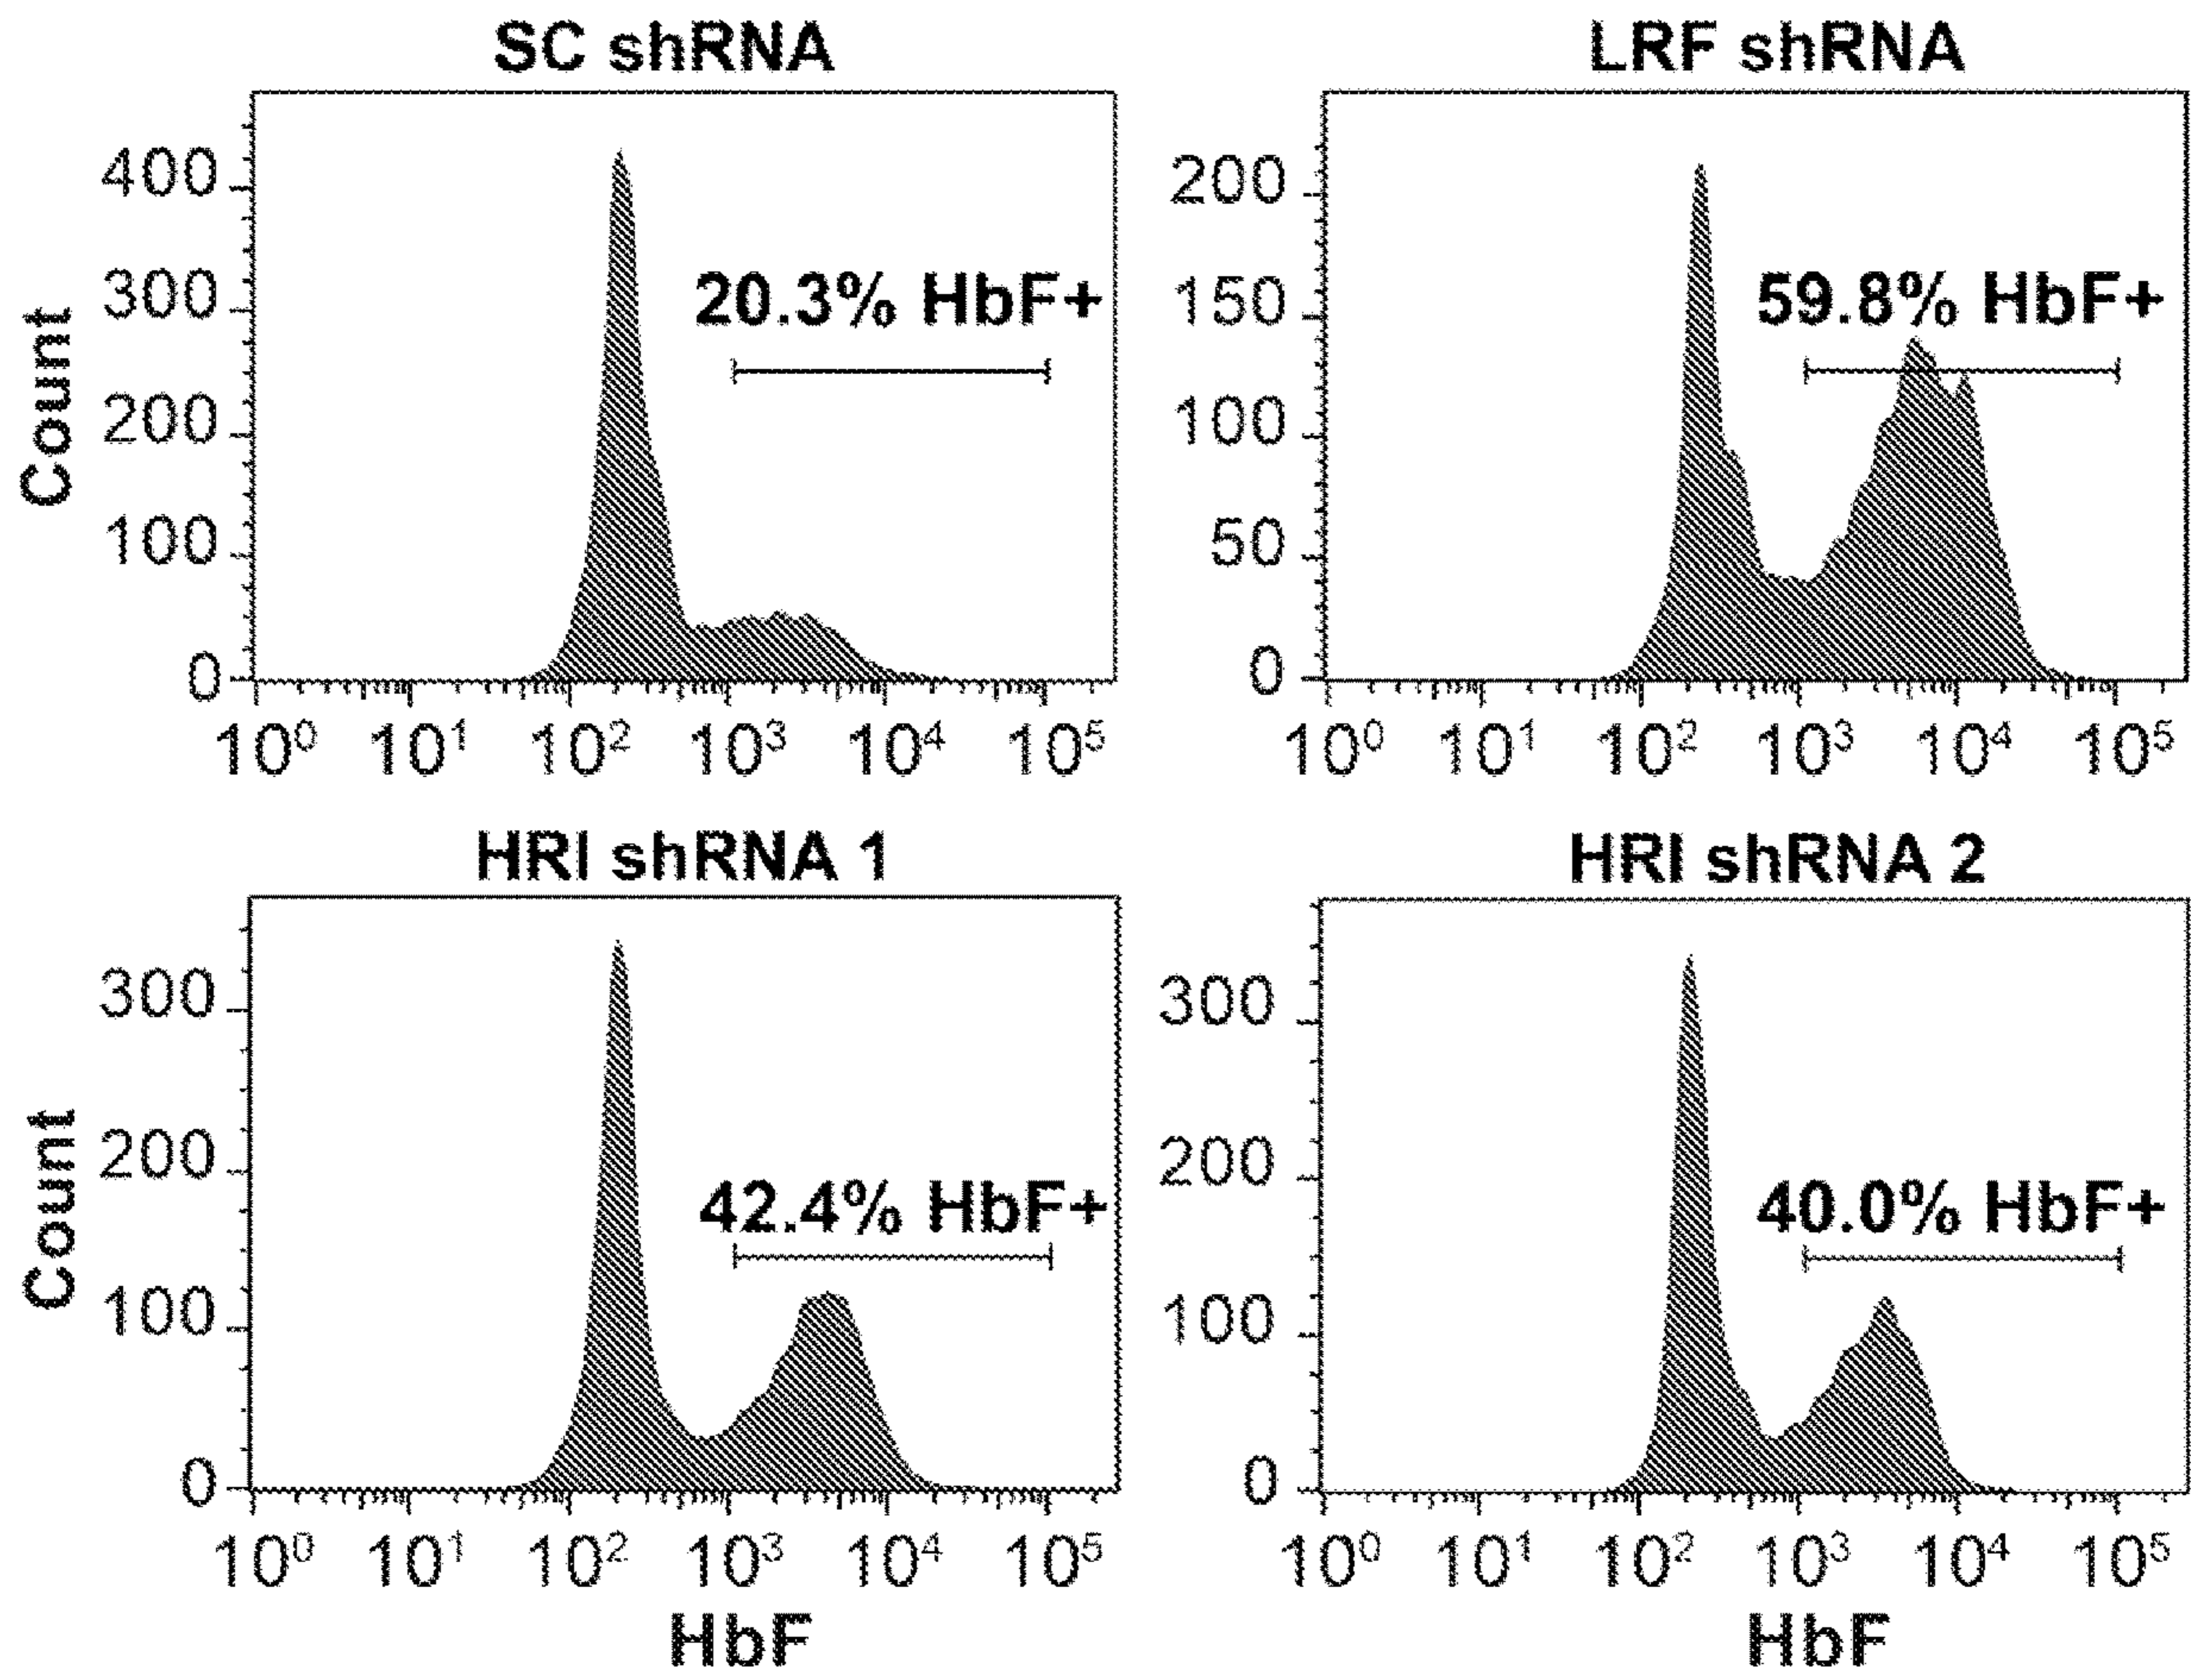 SC shRNA
Count
400
300
200
100
0
20.3% HbF+
10⁰ 10¹ 10² 10³ 10⁴ 10⁵
LRF shRNA
200
150
100
50
0
59.8% HbF+
10⁰ 10¹ 10² 10³ 10⁴ 10⁵
HRI shRNA 1
Count
300
200
100
0
42.4% HbF+
10⁰ 10¹ 10² 10³ 10⁴ 10⁵
HbF
HRI shRNA 2
300
200
100
0
40.0% HbF+
10⁰ 10¹ 10² 10³ 10⁴ 10⁵
HbF